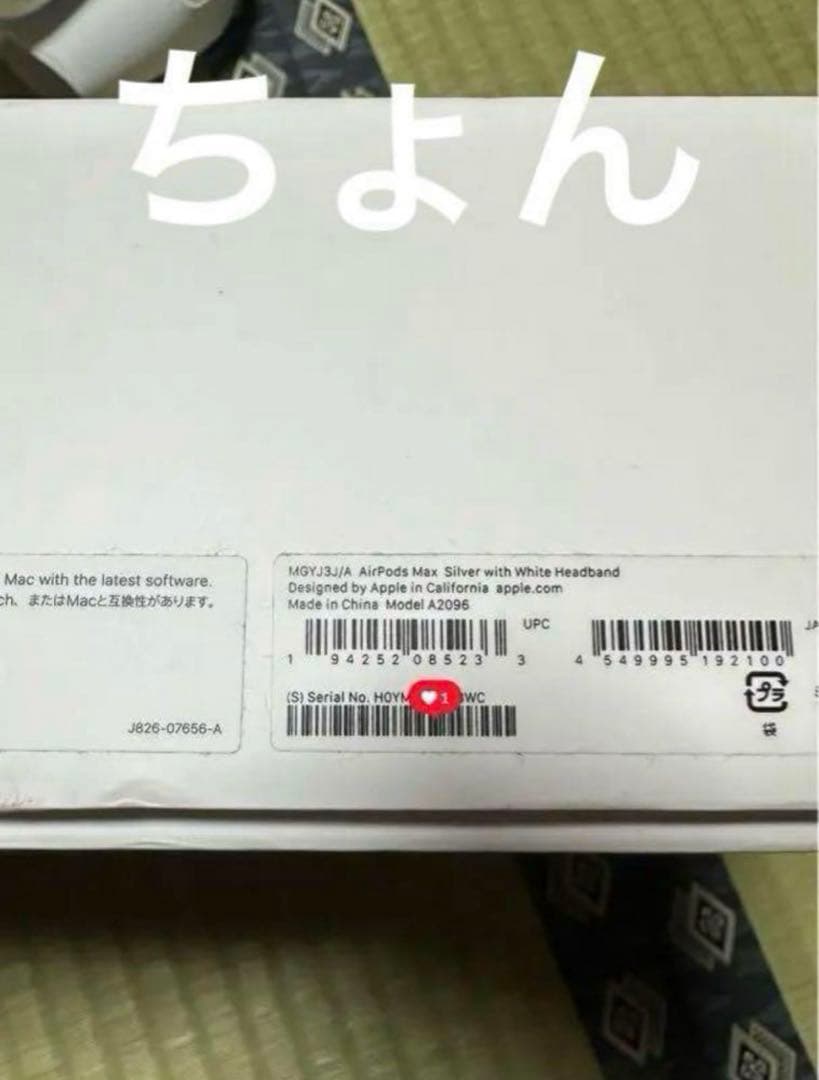 ちょん
Mac with the latest software.
ch、またはMacと互換性があります。
J826-07656-A
MGYJ3J/A AirPods Max Silver with White Headband
Designed by Apple in California apple.com
Made in China Model A2096
UPC
1 94252 08523 3
4 549995 192100
JA
(S) Serial No. H0YM
1
WC
プラ
袋